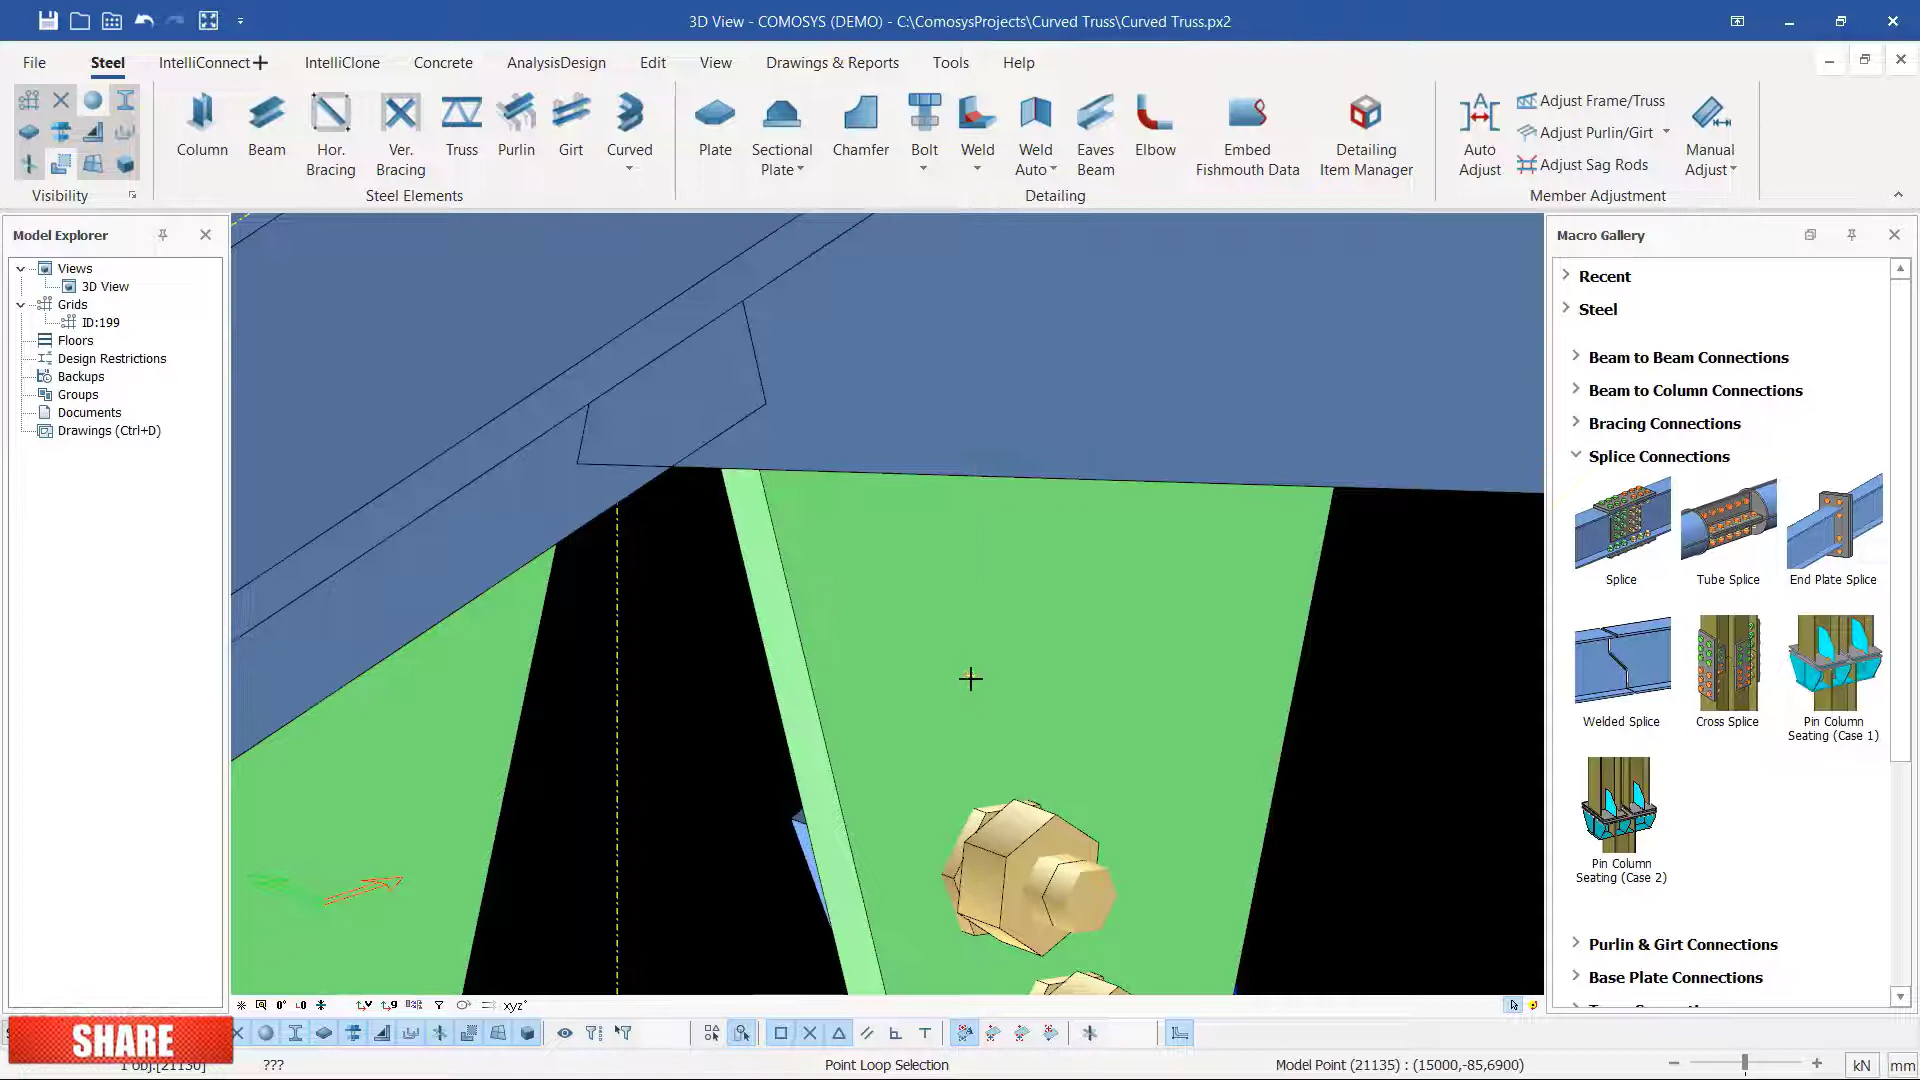 3D View - COMOSYS (DEMO) - C:\ComosysProjects\Curved Truss\Curved Truss.px2
File Steel IntelliConnect+ IntelliClone Concrete AnalysisDesign Edit View Drawings & Reports Tools Help
Column Beam Hor. Bracing Ver. Bracing Truss Purlin Girt Curved
Plate Sectional Plate Chamfer Bolt Weld Weld Auto Eaves Beam Elbow Embed Fishmouth Data Detailing Item Manager
Auto Adjust Adjust Frame/Truss
Adjust Purlin/Girt
Adjust Sag Rods
Manual Adjust
Visibility Steel Elements Detailing Member Adjustment
Model Explorer
Views
3D View
Grids
ID:199
Floors
Design Restrictions
Backups
Groups
Documents
Drawings (Ctrl+D)
Macro Gallery
Recent
Steel
Beam to Beam Connections
Beam to Column Connections
Bracing Connections
Splice Connections
Splice Tube Splice End Plate Splice
Welded Splice Cross Splice Pin Column Seating (Case 1)
Pin Column Seating (Case 2)
Purlin & Girt Connections
Base Plate Connections
xyz
SHARE
1 obj:[21130] ??? Point Loop Selection Model Point (21135) : (15000,-85,6900) kN mm